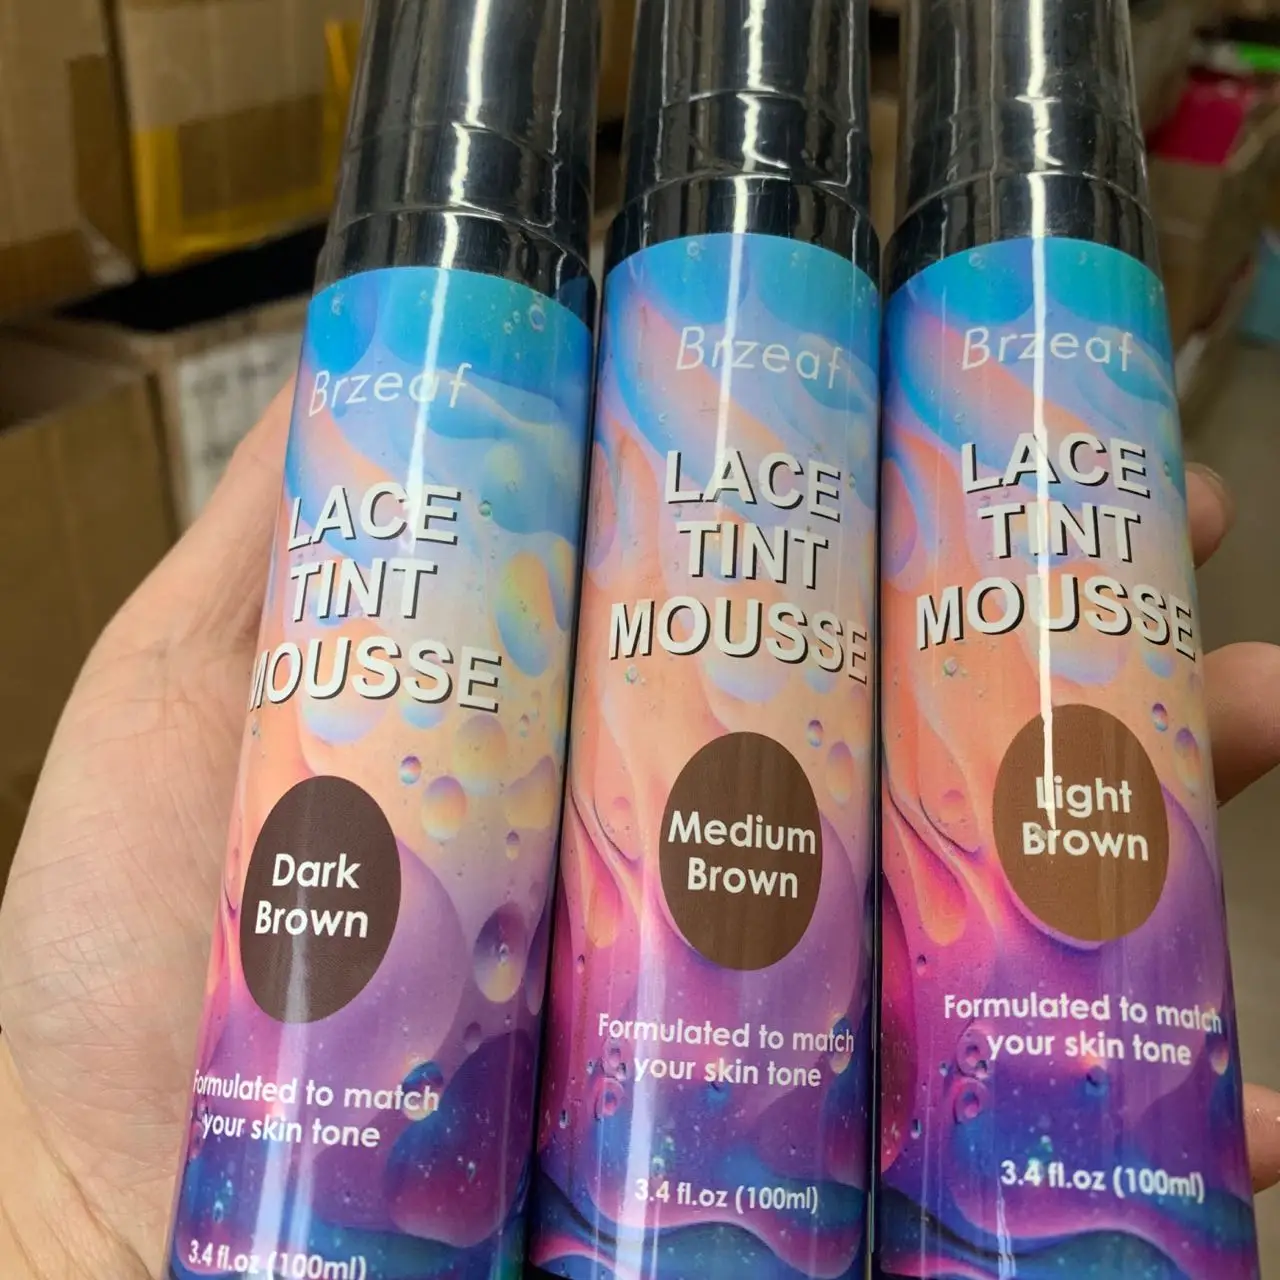 Brzeaf
LACE
TINT
MOUSSE
Dark
Brown
Formulated to match
your skin tone
3.4 fl.oz (100ml)
Brzeaf
LACE
TINT
MOUSSE
Medium
Brown
Formulated to match
your skin tone
3.4 fl.oz (100ml)
Brzeaf
LACE
TINT
MOUSSE
Light
Brown
Formulated to match
your skin tone
3.4 fl.oz (100ml)